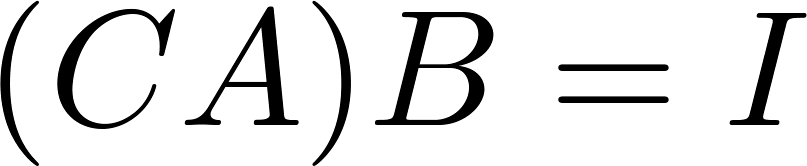 (CA)B = I